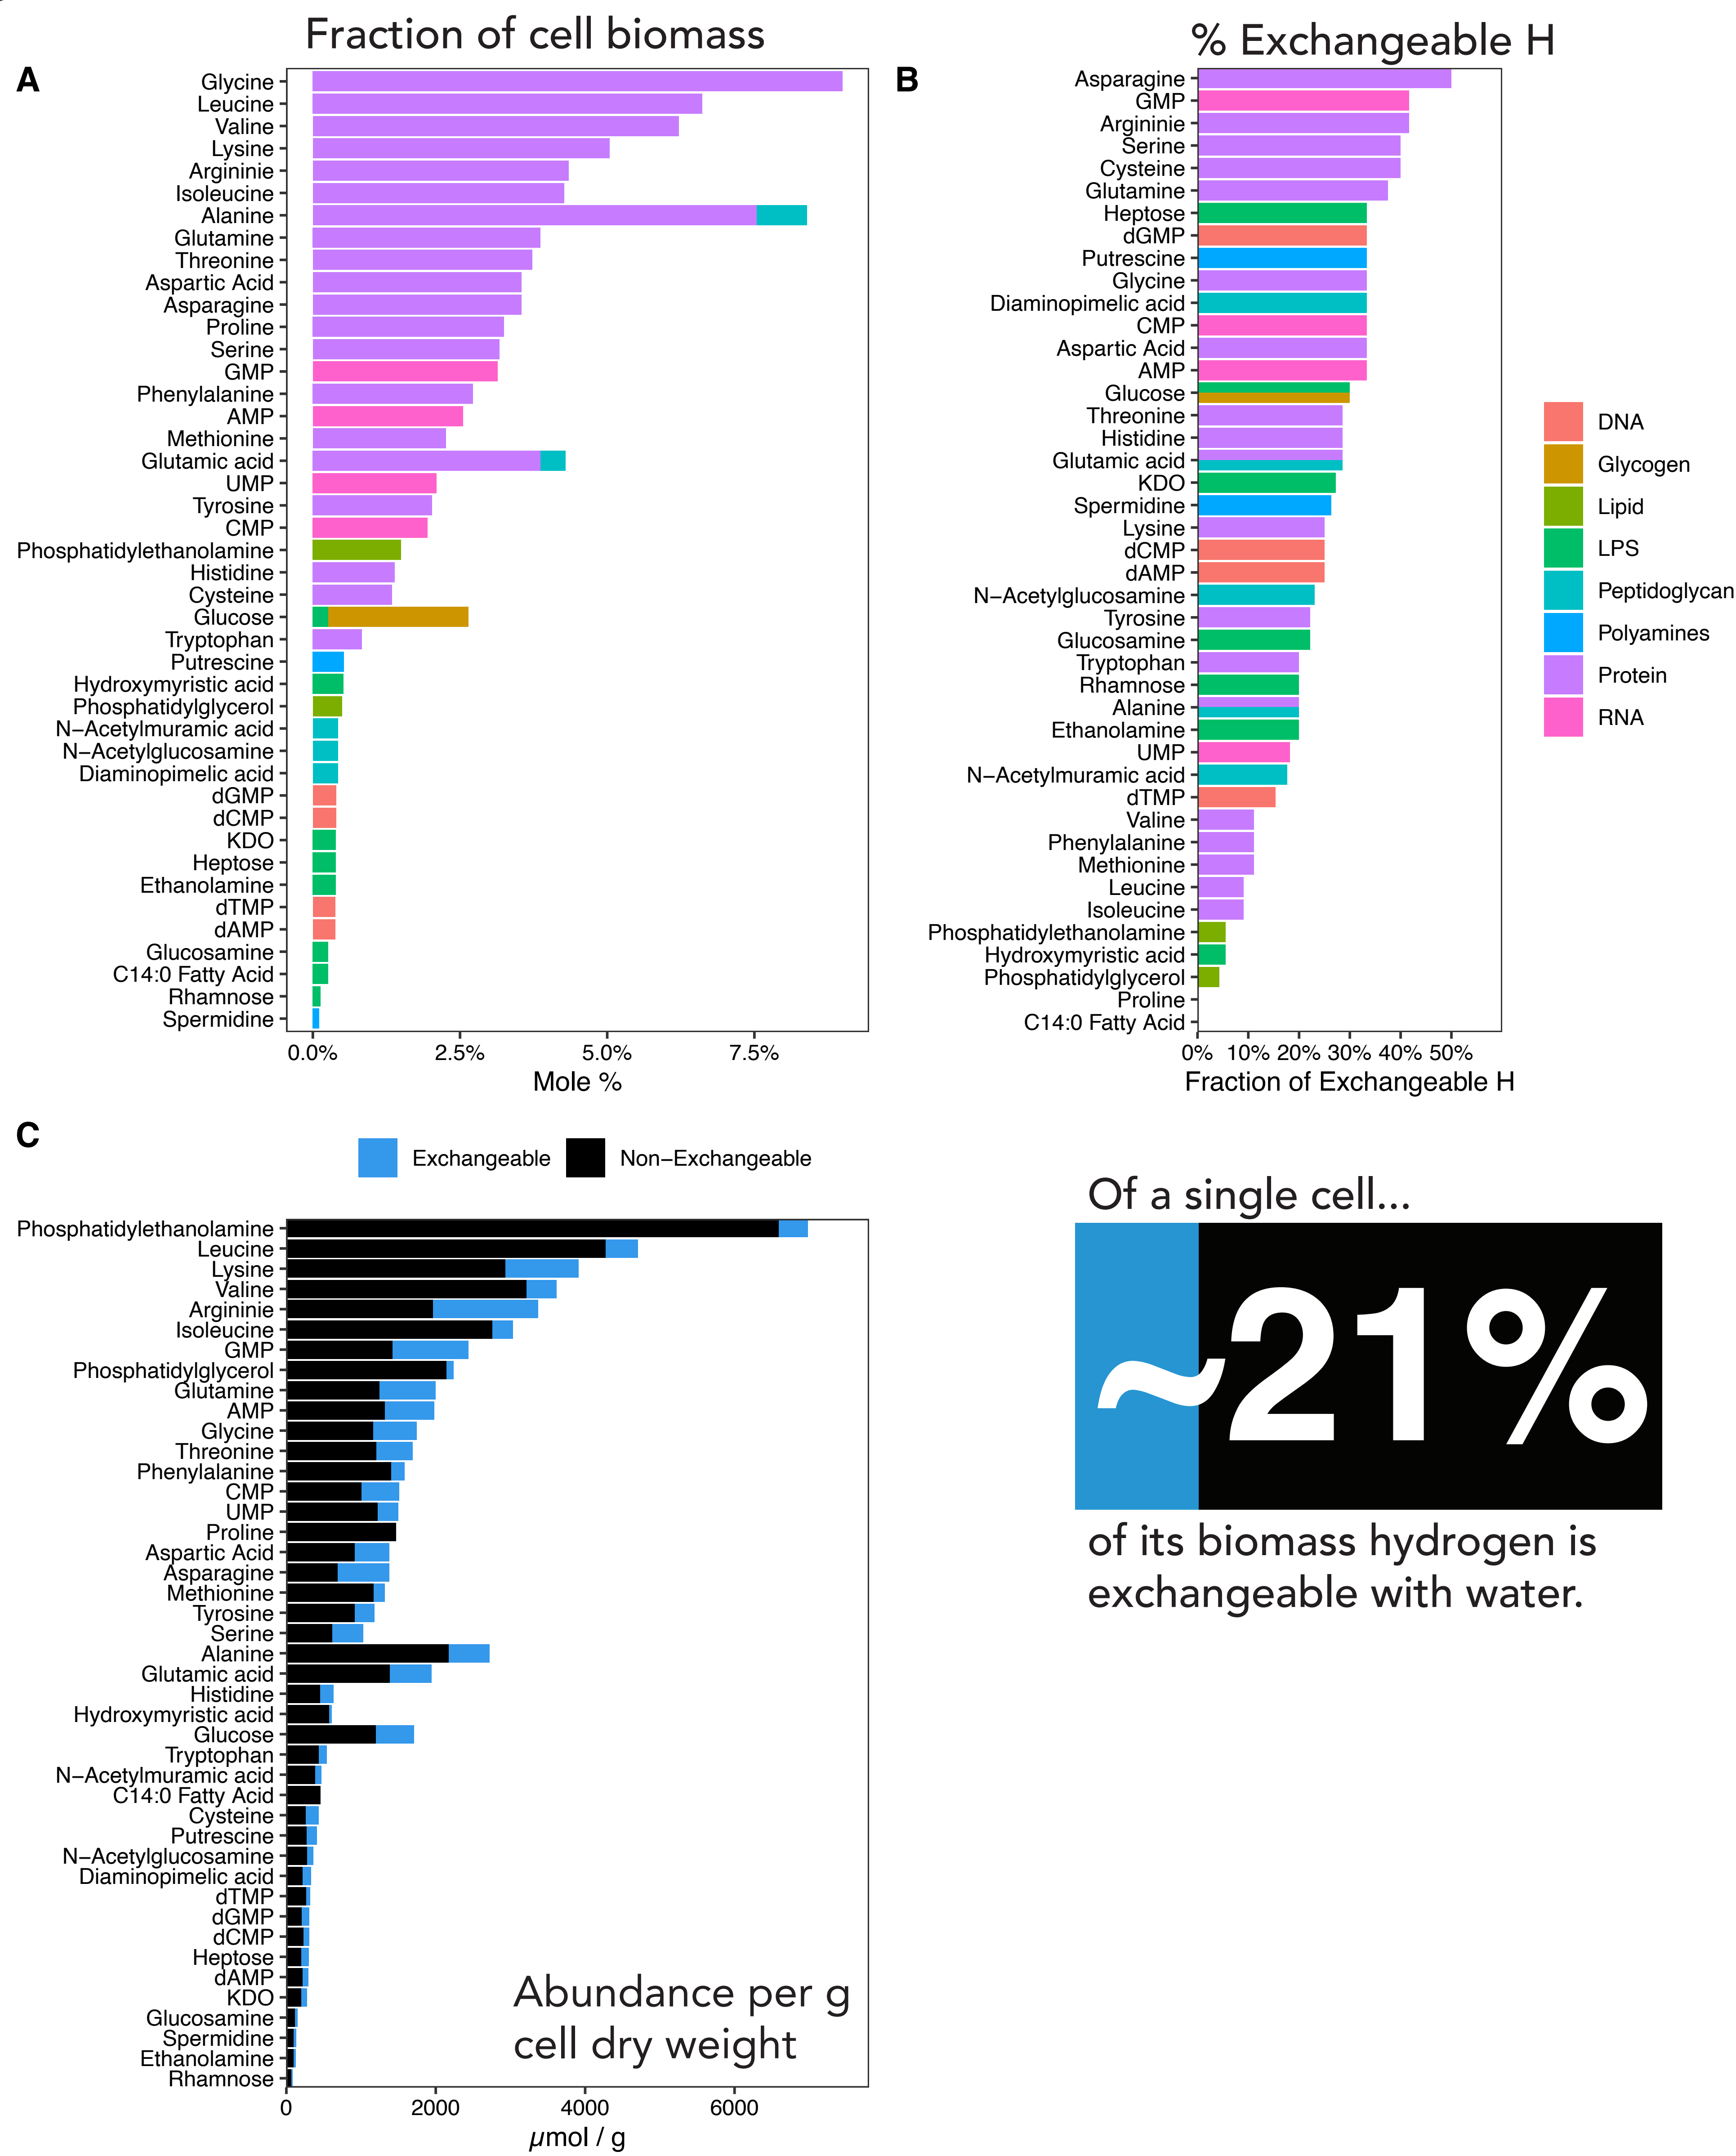 Fraction of cell biomass
A
Glycine
Leucine
Valine
Lysine
Argininie
Isoleucine
Alanine
Glutamine
Threonine
Aspartic Acid
Asparagine
Proline
Serine
GMP
Phenylalanine
AMP
Methionine
Glutamic acid
UMP
Tyrosine
CMP
Phosphatidylethanolamine
Histidine
Cysteine
Glucose
Tryptophan
Putrescine
Hydroxymyristic acid
Phosphatidylglycerol
N−Acetylmuramic acid
N−Acetylglucosamine
Diaminopimelic acid
dGMP
dCMP
KDO
Heptose
Ethanolamine
dTMP
dAMP
Glucosamine
C14:0 Fatty Acid
Rhamnose
Spermidine
0.0% 2.5% 5.0% 7.5%
Mole %
% Exchangeable H
B
Asparagine
GMP
Argininie
Serine
Cysteine
Glutamine
Heptose
dGMP
Putrescine
Glycine
Diaminopimelic acid
CMP
Aspartic Acid
AMP
Glucose
Threonine
Histidine
Glutamic acid
KDO
Spermidine
Lysine
dCMP
dAMP
N−Acetylglucosamine
Tyrosine
Glucosamine
Tryptophan
Rhamnose
Alanine
Ethanolamine
UMP
N−Acetylmuramic acid
dTMP
Valine
Phenylalanine
Methionine
Leucine
Isoleucine
Phosphatidylethanolamine
Hydroxymyristic acid
Phosphatidylglycerol
Proline
C14:0 Fatty Acid
0% 10% 20% 30% 40% 50%
Fraction of Exchangeable H
DNA
Glycogen
Lipid
LPS
Peptidoglycan
Polyamines
Protein
RNA
C
Exchangeable Non−Exchangeable
Phosphatidylethanolamine
Leucine
Lysine
Valine
Argininie
Isoleucine
GMP
Phosphatidylglycerol
Glutamine
AMP
Glycine
Threonine
Phenylalanine
CMP
UMP
Proline
Aspartic Acid
Asparagine
Methionine
Tyrosine
Serine
Alanine
Glutamic acid
Histidine
Hydroxymyristic acid
Glucose
Tryptophan
N−Acetylmuramic acid
C14:0 Fatty Acid
Cysteine
Putrescine
N−Acetylglucosamine
Diaminopimelic acid
dTMP
dGMP
dCMP
Heptose
dAMP
KDO
Glucosamine
Spermidine
Ethanolamine
Rhamnose
Abundance per g
cell dry weight
0 2000 4000 6000
µmol / g
Of a single cell...
~21%
of its biomass hydrogen is
exchangeable with water.